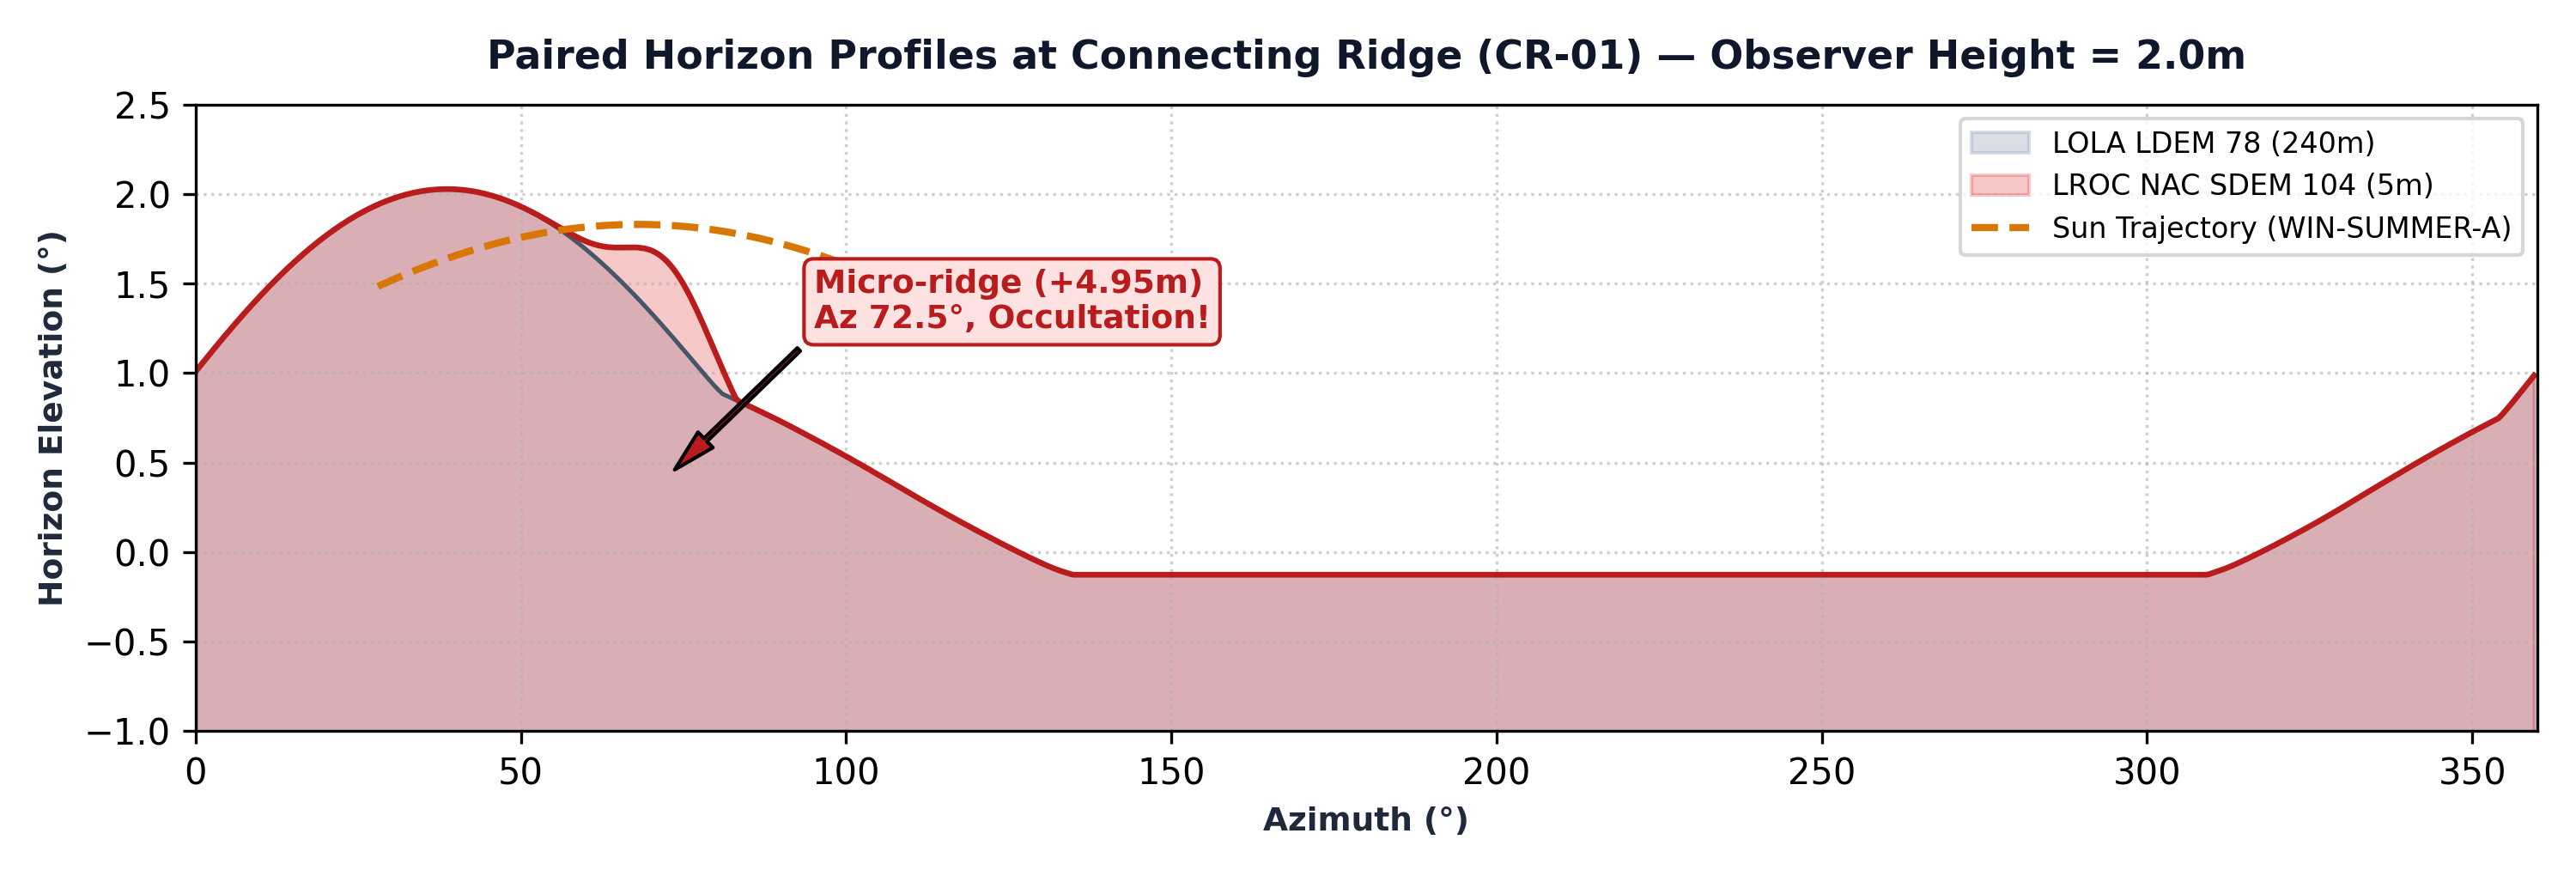 Paired Horizon Profiles at Connecting Ridge (CR-01) — Observer Height = 2.0m
Horizon Elevation (°)
2.5
2.0
1.5
1.0
0.5
0.0
−0.5
−1.0
LOLA LDEM 78 (240m)
LROC NAC SDEM 104 (5m)
Sun Trajectory (WIN-SUMMER-A)
Micro-ridge (+4.95m)
Az 72.5°, Occultation!
0 50 100 150 200 250 300 350
Azimuth (°)